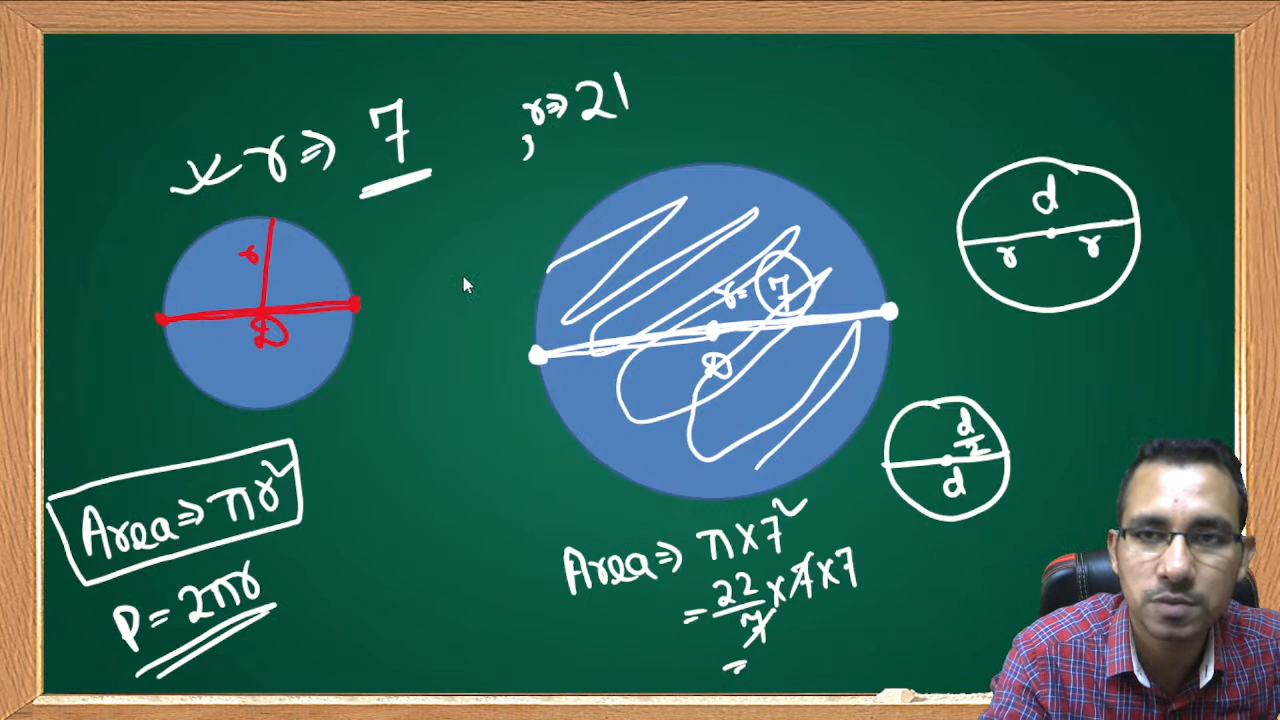 r ⇒ 7
, r ⇒ 21
r
D
r = 7
D
d
r r
d/2
d
Area ⇒ πr²
P = 2πr
Area ⇒ π × 7²
= 22/7 × 7 × 7
=